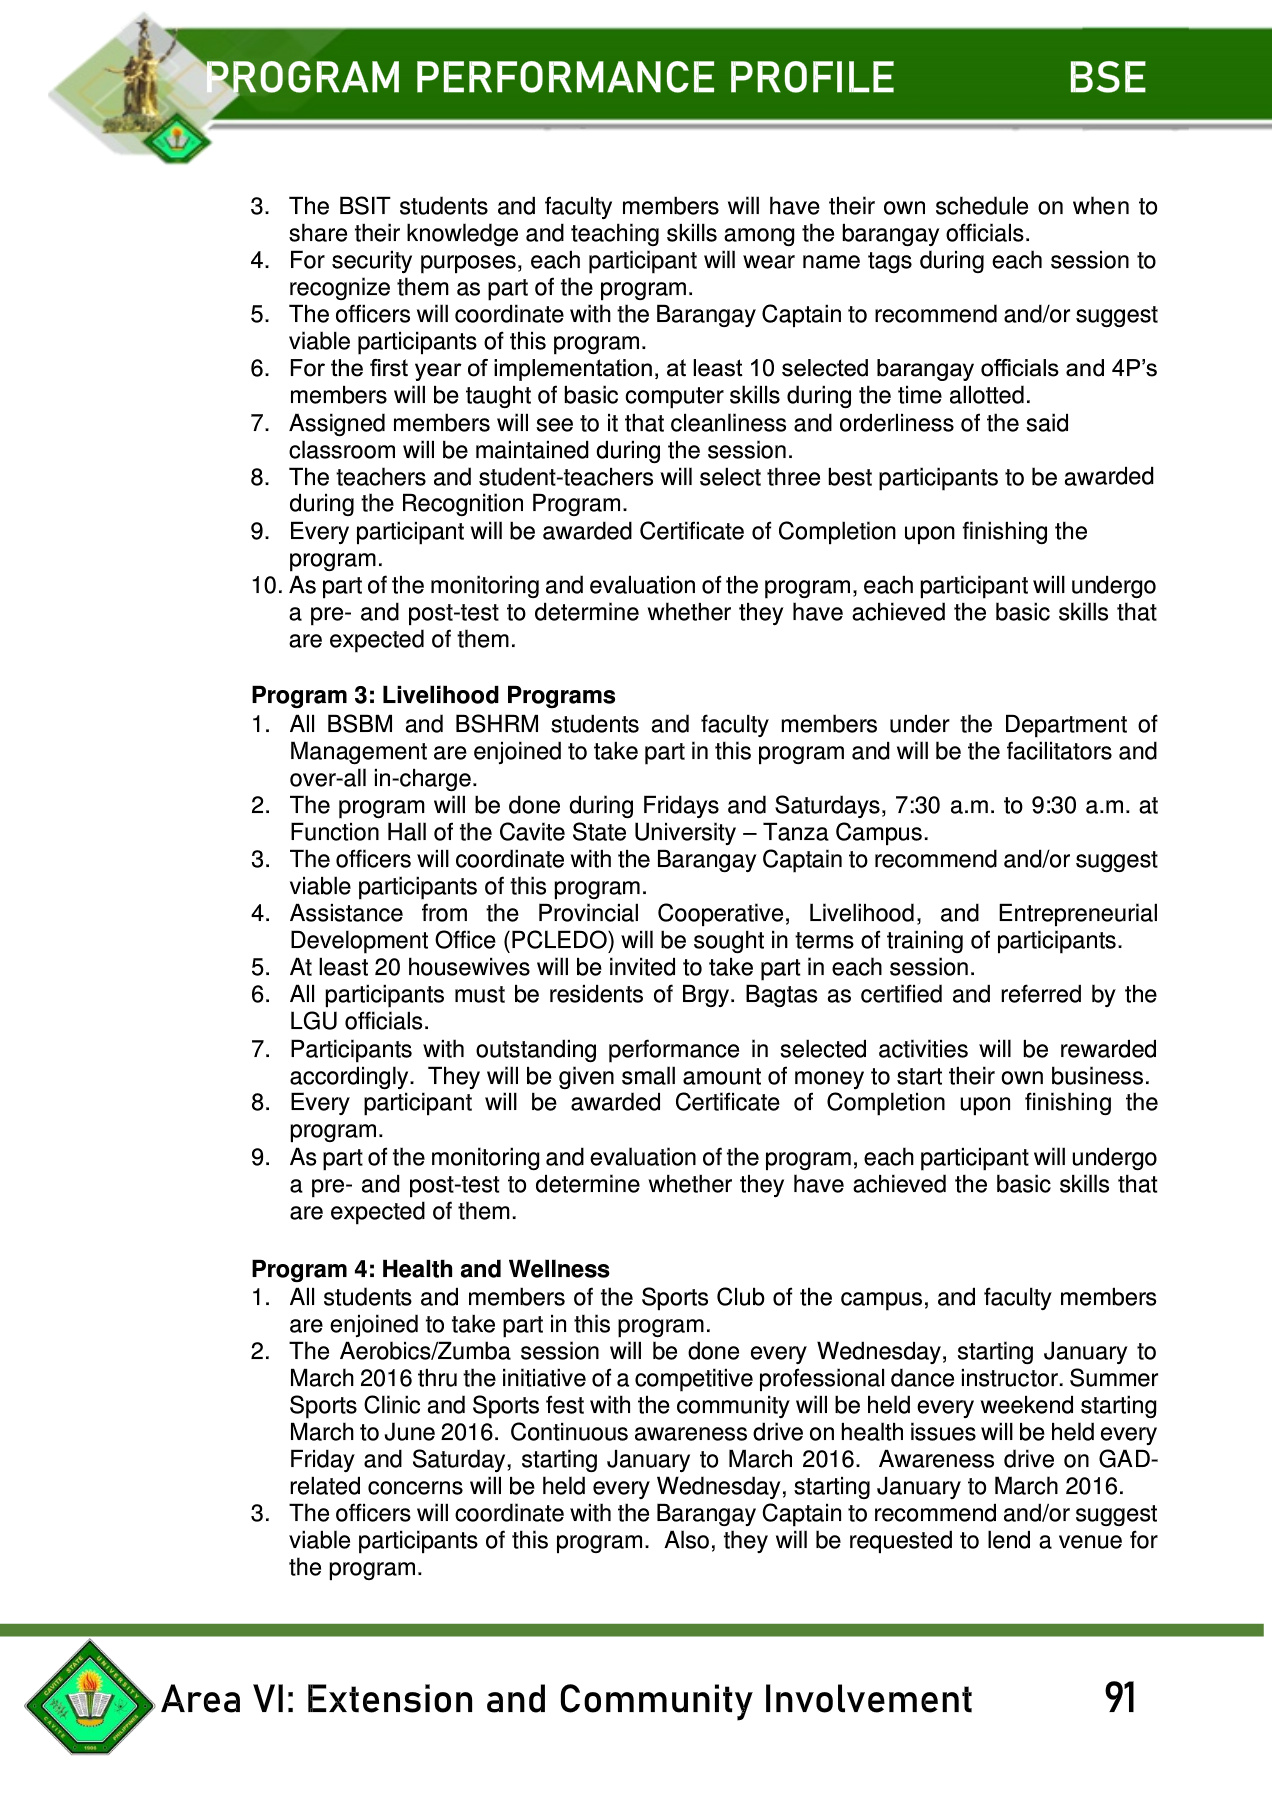 PROGRAM PERFORMANCE PROFILE BSE
3. The BSIT students and faculty members will have their own schedule on when to
share their knowledge and teaching skills among the barangay officials.
4. For security purposes, each participant will wear name tags during each session to
recognize them as part of the program.
5. The officers will coordinate with the Barangay Captain to recommend and/or suggest
viable participants of this program.
6. For the first year of implementation, at least 10 selected barangay officials and 4P’s
members will be taught of basic computer skills during the time allotted.
7. Assigned members will see to it that cleanliness and orderliness of the said
classroom will be maintained during the session.
8. The teachers and student-teachers will select three best participants to be awarded
during the Recognition Program.
9. Every participant will be awarded Certificate of Completion upon finishing the
program.
10. As part of the monitoring and evaluation of the program, each participant will undergo
a pre- and post-test to determine whether they have achieved the basic skills that
are expected of them.
Program 3: Livelihood Programs
1. All BSBM and BSHRM students and faculty members under the Department of
Management are enjoined to take part in this program and will be the facilitators and
over-all in-charge.
2. The program will be done during Fridays and Saturdays, 7:30 a.m. to 9:30 a.m. at
Function Hall of the Cavite State University – Tanza Campus.
3. The officers will coordinate with the Barangay Captain to recommend and/or suggest
viable participants of this program.
4. Assistance from the Provincial Cooperative, Livelihood, and Entrepreneurial
Development Office (PCLEDO) will be sought in terms of training of participants.
5. At least 20 housewives will be invited to take part in each session.
6. All participants must be residents of Brgy. Bagtas as certified and referred by the
LGU officials.
7. Participants with outstanding performance in selected activities will be rewarded
accordingly. They will be given small amount of money to start their own business.
8. Every participant will be awarded Certificate of Completion upon finishing the
program.
9. As part of the monitoring and evaluation of the program, each participant will undergo
a pre- and post-test to determine whether they have achieved the basic skills that
are expected of them.
Program 4: Health and Wellness
1. All students and members of the Sports Club of the campus, and faculty members
are enjoined to take part in this program.
2. The Aerobics/Zumba session will be done every Wednesday, starting January to
March 2016 thru the initiative of a competitive professional dance instructor. Summer
Sports Clinic and Sports fest with the community will be held every weekend starting
March to June 2016. Continuous awareness drive on health issues will be held every
Friday and Saturday, starting January to March 2016. Awareness drive on GAD-
related concerns will be held every Wednesday, starting January to March 2016.
3. The officers will coordinate with the Barangay Captain to recommend and/or suggest
viable participants of this program. Also, they will be requested to lend a venue for
the program.
CAVITE STATE UNIVERSITY
CAVITE PHILIPPINES
1906
Area VI: Extension and Community Involvement 91